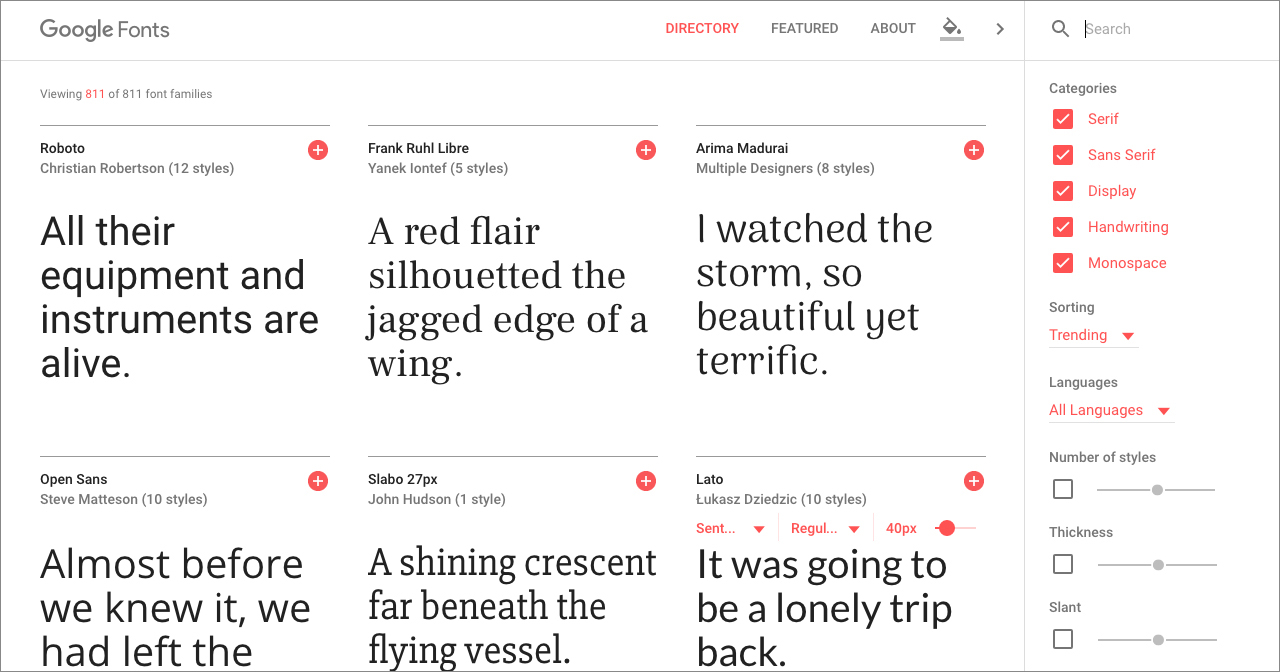 Google Fonts
DIRECTORY
FEATURED
ABOUT
Search
Viewing 811 of 811 font families
Roboto
Christian Robertson (12 styles)
All their
equipment and
instruments are
alive.
Frank Ruhl Libre
Yanek Iontef (5 styles)
A red flair
silhouetted the
jagged edge of a
wing.
Arima Madurai
Multiple Designers (8 styles)
I watched the
storm, so
beautiful yet
terrific.
Open Sans
Steve Matteson (10 styles)
Almost before
we knew it, we
had left the
Slabo 27px
John Hudson (1 style)
A shining crescent
far beneath the
flying vessel.
Lato
Łukasz Dziedzic (10 styles)
Sent...
Regul...
40px
It was going to
be a lonely trip
back.
Categories
Serif
Sans Serif
Display
Handwriting
Monospace
Sorting
Trending
Languages
All Languages
Number of styles
Thickness
Slant